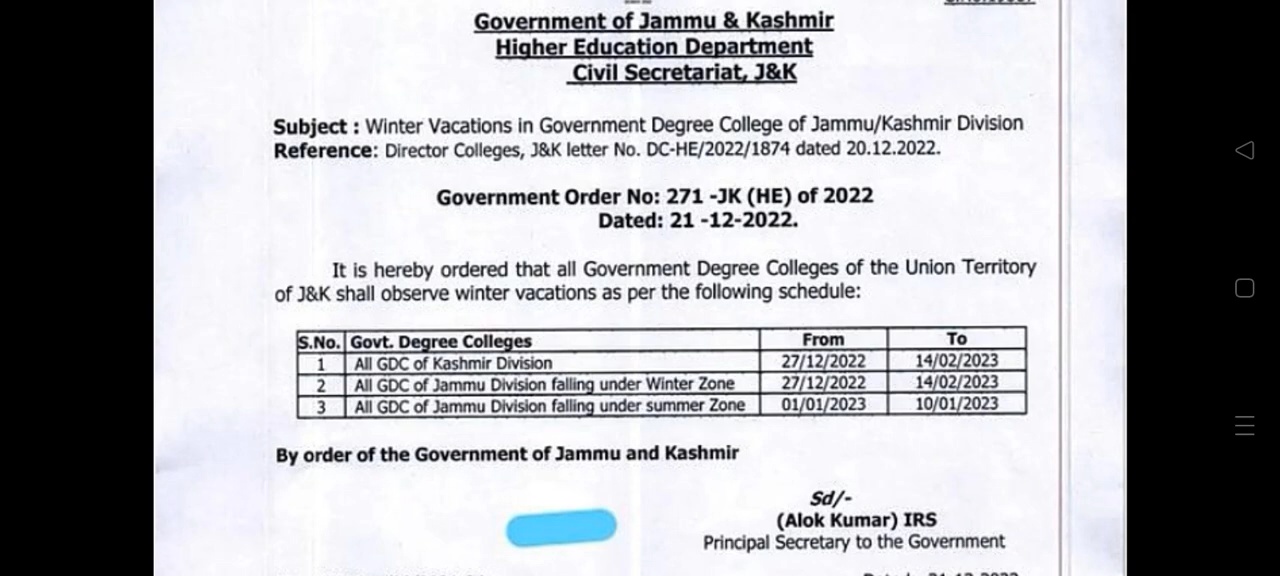 Government of Jammu & Kashmir
Higher Education Department
Civil Secretariat, J&K
Subject : Winter Vacations in Government Degree College of Jammu/Kashmir Division
Reference: Director Colleges, J&K letter No. DC-HE/2022/1874 dated 20.12.2022.
Government Order No: 271 -JK (HE) of 2022
Dated: 21 -12-2022.
It is hereby ordered that all Government Degree Colleges of the Union Territory
of J&K shall observe winter vacations as per the following schedule:
S.No. Govt. Degree Colleges From To
1 All GDC of Kashmir Division 27/12/2022 14/02/2023
2 All GDC of Jammu Division falling under Winter Zone 27/12/2022 14/02/2023
3 All GDC of Jammu Division falling under summer Zone 01/01/2023 10/01/2023
By order of the Government of Jammu and Kashmir
Sd/-
(Alok Kumar) IRS
Principal Secretary to the Government